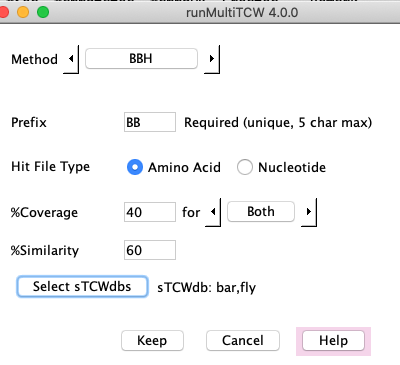 runMultiTCW 4.0.0
Method BBH
Prefix BB Required (unique, 5 char max)
Hit File Type Amino Acid Nucleotide
%Coverage 40 for Both
%Similarity 60
Select sTCWdbs sTCWdb: bar,fly
Keep Cancel Help